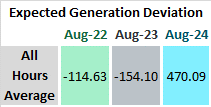 Expected Generation Deviation
Aug-22 Aug-23 Aug-24
All
Hours
Average
-114.63 -154.10 470.09